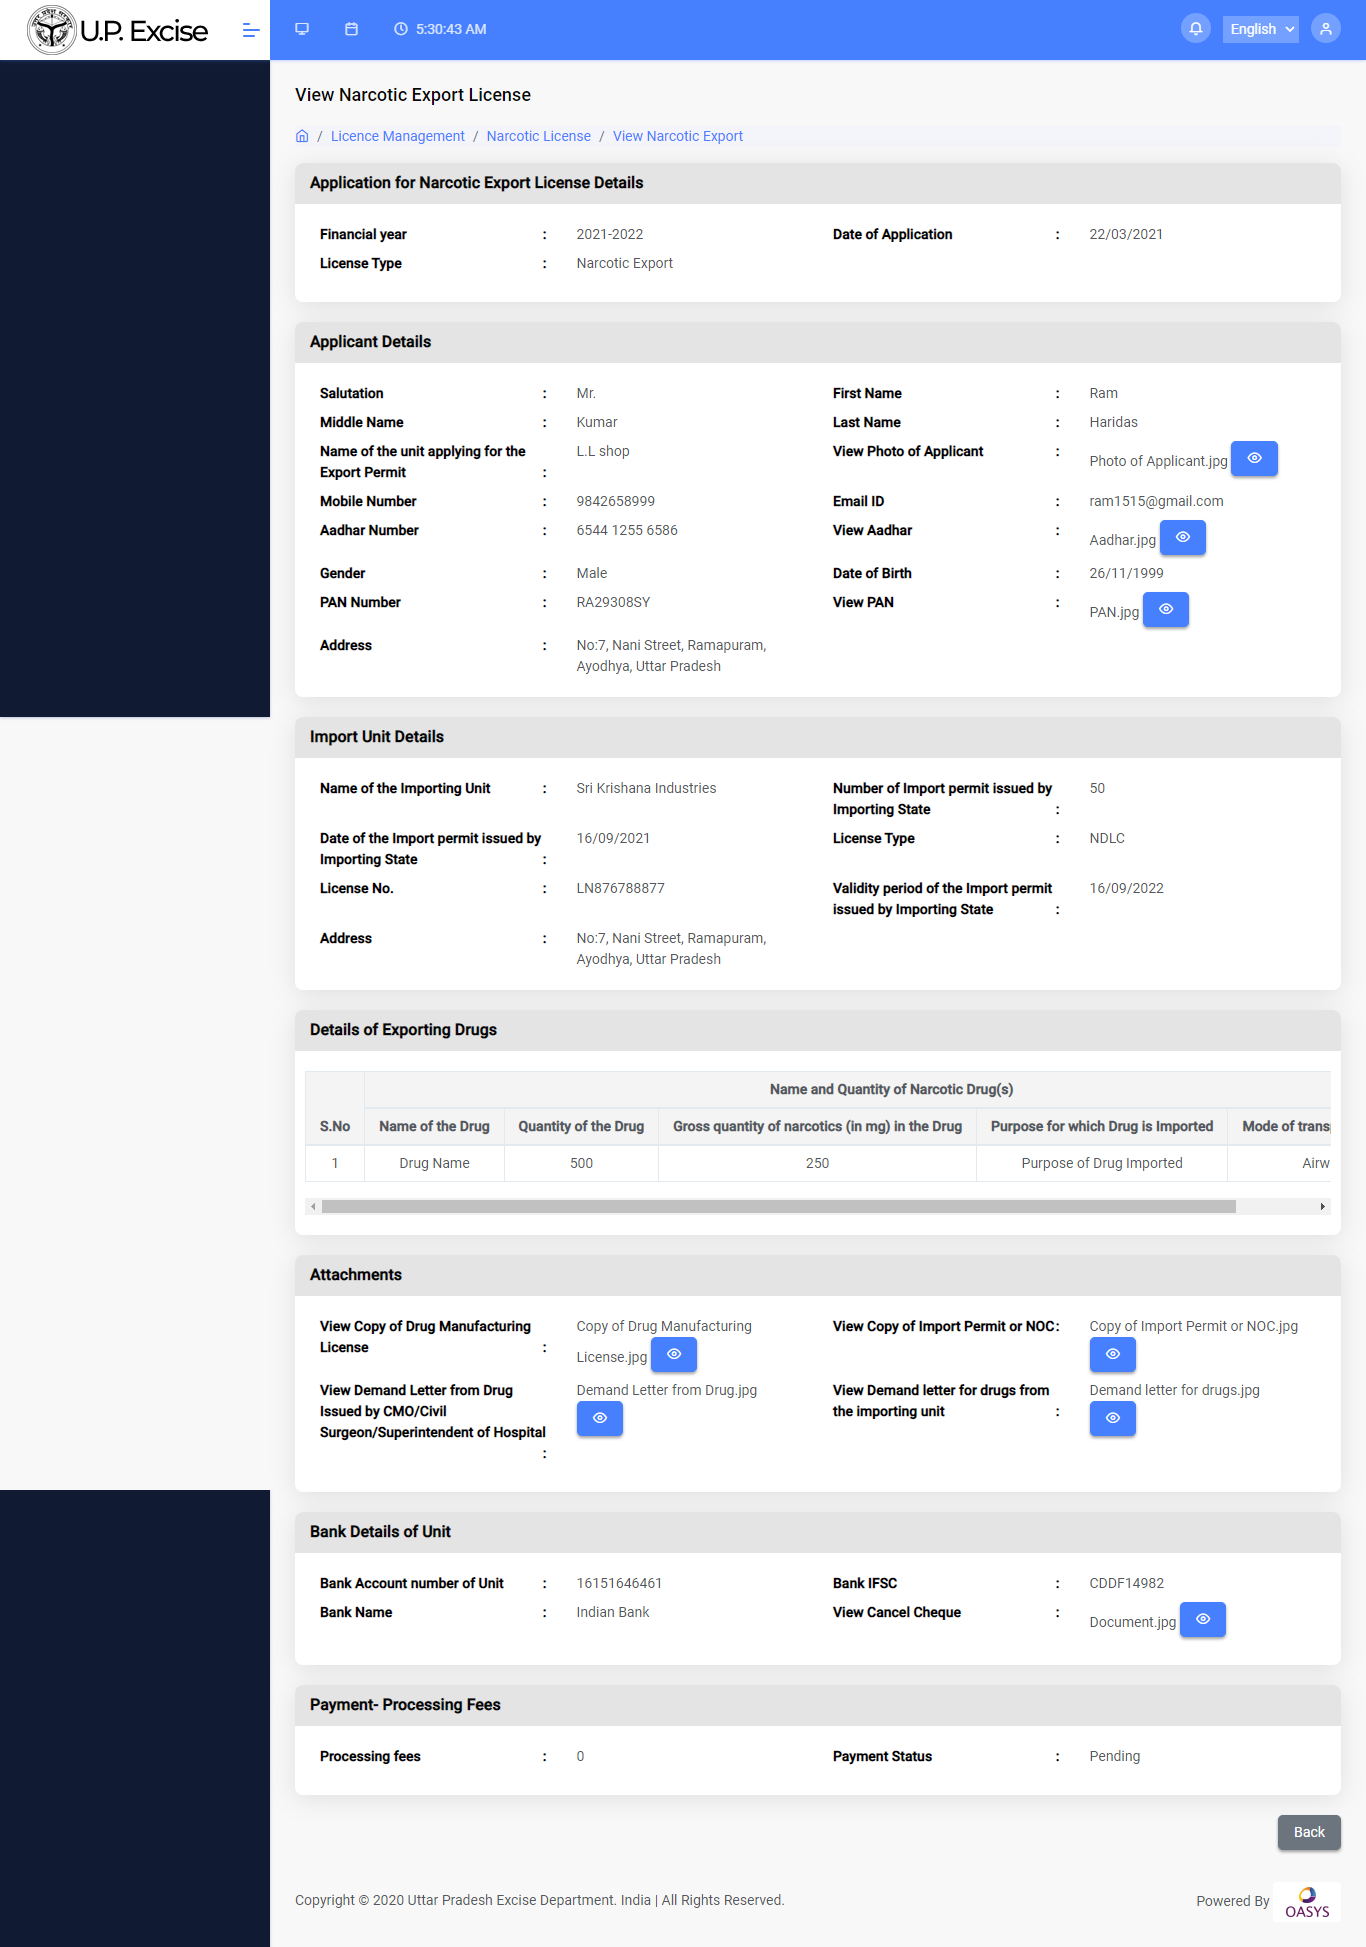 U.P. Excise
5:30:43 AM
English
View Narcotic Export License
/ Licence Management / Narcotic License / View Narcotic Export
Application for Narcotic Export License Details
Financial year : 2021-2022 Date of Application : 22/03/2021
License Type : Narcotic Export
Applicant Details
Salutation : Mr. First Name : Ram
Middle Name : Kumar Last Name : Haridas
Name of the unit applying for the Export Permit : L.L shop View Photo of Applicant : Photo of Applicant.jpg
Mobile Number : 9842658999 Email ID : ram1515@gmail.com
Aadhar Number : 6544 1255 6586 View Aadhar : Aadhar.jpg
Gender : Male Date of Birth : 26/11/1999
PAN Number : RA29308SY View PAN : PAN.jpg
Address : No:7, Nani Street, Ramapuram,
Ayodhya, Uttar Pradesh
Import Unit Details
Name of the Importing Unit : Sri Krishana Industries Number of Import permit issued by Importing State : 50
Date of the Import permit issued by Importing State : 16/09/2021 License Type : NDLC
License No. : LN876788877 Validity period of the Import permit issued by Importing State : 16/09/2022
Address : No:7, Nani Street, Ramapuram,
Ayodhya, Uttar Pradesh
Details of Exporting Drugs
Name and Quantity of Narcotic Drug(s)
S.No Name of the Drug Quantity of the Drug Gross quantity of narcotics (in mg) in the Drug Purpose for which Drug is Imported Mode of trans
1 Drug Name 500 250 Purpose of Drug Imported Airw
Attachments
View Copy of Drug Manufacturing License : Copy of Drug Manufacturing License.jpg View Copy of Import Permit or NOC : Copy of Import Permit or NOC.jpg
View Demand Letter from Drug Issued by CMO/Civil Surgeon/Superintendent of Hospital : Demand Letter from Drug.jpg View Demand letter for drugs from the importing unit : Demand letter for drugs.jpg
Bank Details of Unit
Bank Account number of Unit : 16151646461 Bank IFSC : CDDF14982
Bank Name : Indian Bank View Cancel Cheque : Document.jpg
Payment- Processing Fees
Processing fees : 0 Payment Status : Pending
Back
Copyright © 2020 Uttar Pradesh Excise Department. India | All Rights Reserved. Powered By OASYS